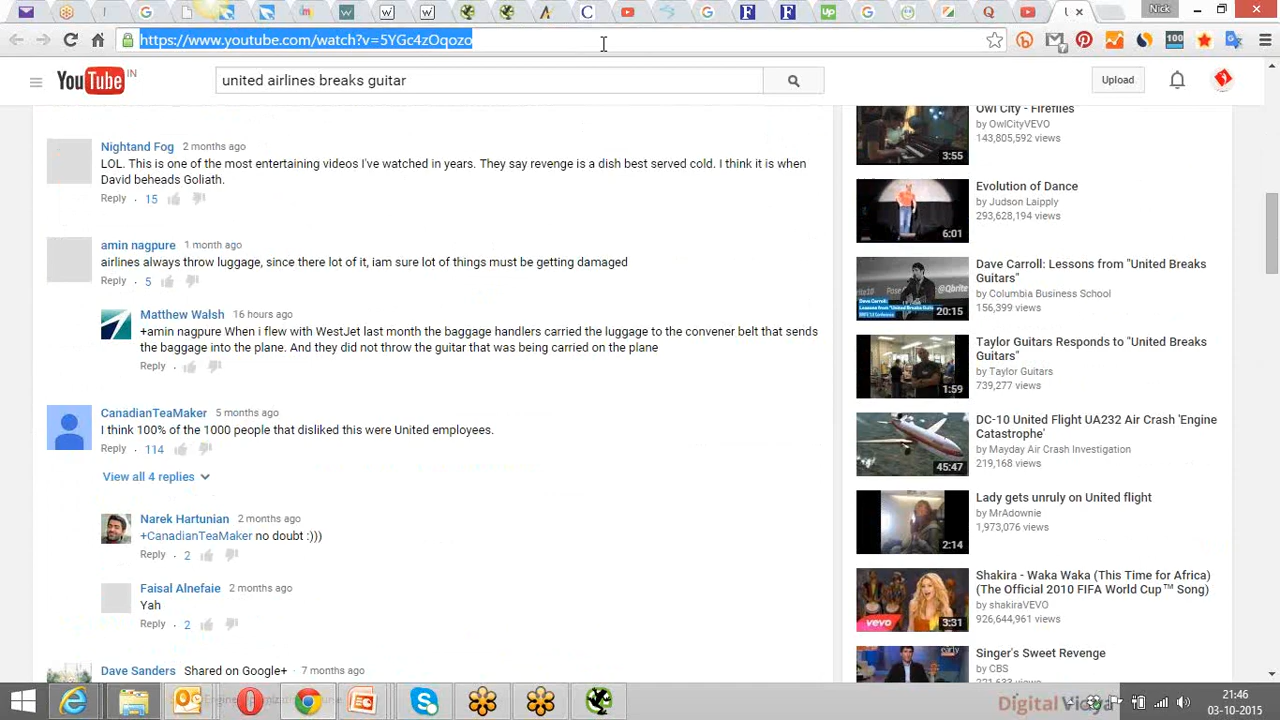 Nick
https://www.youtube.com/watch?v=5YGc4zOqozo
You Tube IN
united airlines breaks guitar
Upload
Nightand Fog 2 months ago
LOL. This is one of the most entertaining videos I've watched in years. They say revenge is a dish best served cold. I think it is when
David beheads Goliath.
Reply · 15
amin nagpure 1 month ago
airlines always throw luggage, since there lot of it, iam sure lot of things must be getting damaged
Reply · 5
Matthew Walsh 16 hours ago
+amin nagpure When i flew with WestJet last month the baggage handlers carried the luggage to the convener belt that sends
the baggage into the plane. And they did not throw the guitar that was being carried on the plane
Reply ·
CanadianTeaMaker 5 months ago
I think 100% of the people that disliked this were United employees.
Reply · 114
View all 4 replies
Narek Hartunian 2 months ago
+CanadianTeaMaker no doubt :)))
Reply · 2
Faisal Alnefaie 2 months ago
Yah
Reply · 2
Dave Sanders Shared on Google+ · 7 months ago
Owl City - Fireflies
by OwlCityVEVO
143,805,592 views
3:55
Evolution of Dance
by Judson Laipply
293,628,194 views
6:01
Dave Carroll: Lessons from "United Breaks
Guitars"
by Columbia Business School
156,399 views
20:15
Taylor Guitars Responds to "United Breaks
Guitars"
by Taylor Guitars
739,277 views
1:59
DC-10 United Flight UA232 Air Crash 'Engine
Catastrophe'
by Mayday Air Crash Investigation
219,168 views
45:47
Lady gets unruly on United flight
by MrAdownie
1,973,076 views
2:14
Shakira - Waka Waka (This Time for Africa)
(The Official 2010 FIFA World Cup™ Song)
by shakiraVEVO
926,644,961 views
vevo
3:31
Singer's Sweet Revenge
by CBS
221,633 views
Digital Vidya
21:46
03-10-2015